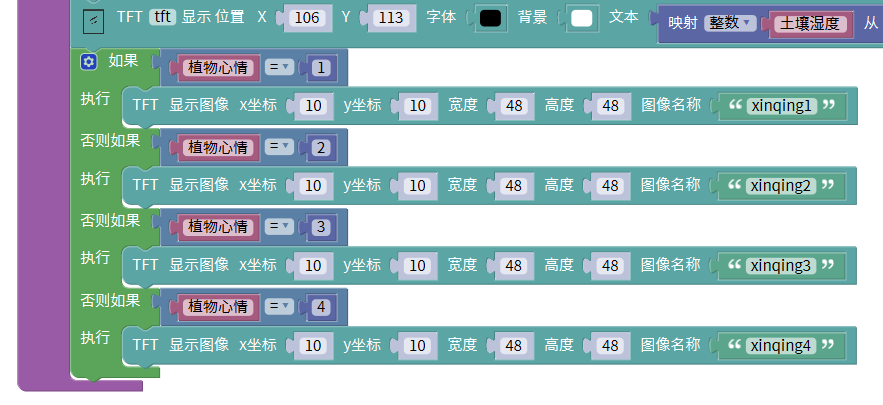 TFT tft 显示 位置 X 106 Y 113 字体 背景 文本 映射 整数 土壤湿度 从
如果 植物心情 = 1
执行 TFT 显示图像 x坐标 10 y坐标 10 宽度 48 高度 48 图像名称 “ xinqing1 ”
否则如果 植物心情 = 2
执行 TFT 显示图像 x坐标 10 y坐标 10 宽度 48 高度 48 图像名称 “ xinqing2 ”
否则如果 植物心情 = 3
执行 TFT 显示图像 x坐标 10 y坐标 10 宽度 48 高度 48 图像名称 “ xinqing3 ”
否则如果 植物心情 = 4
执行 TFT 显示图像 x坐标 10 y坐标 10 宽度 48 高度 48 图像名称 “ xinqing4 ”